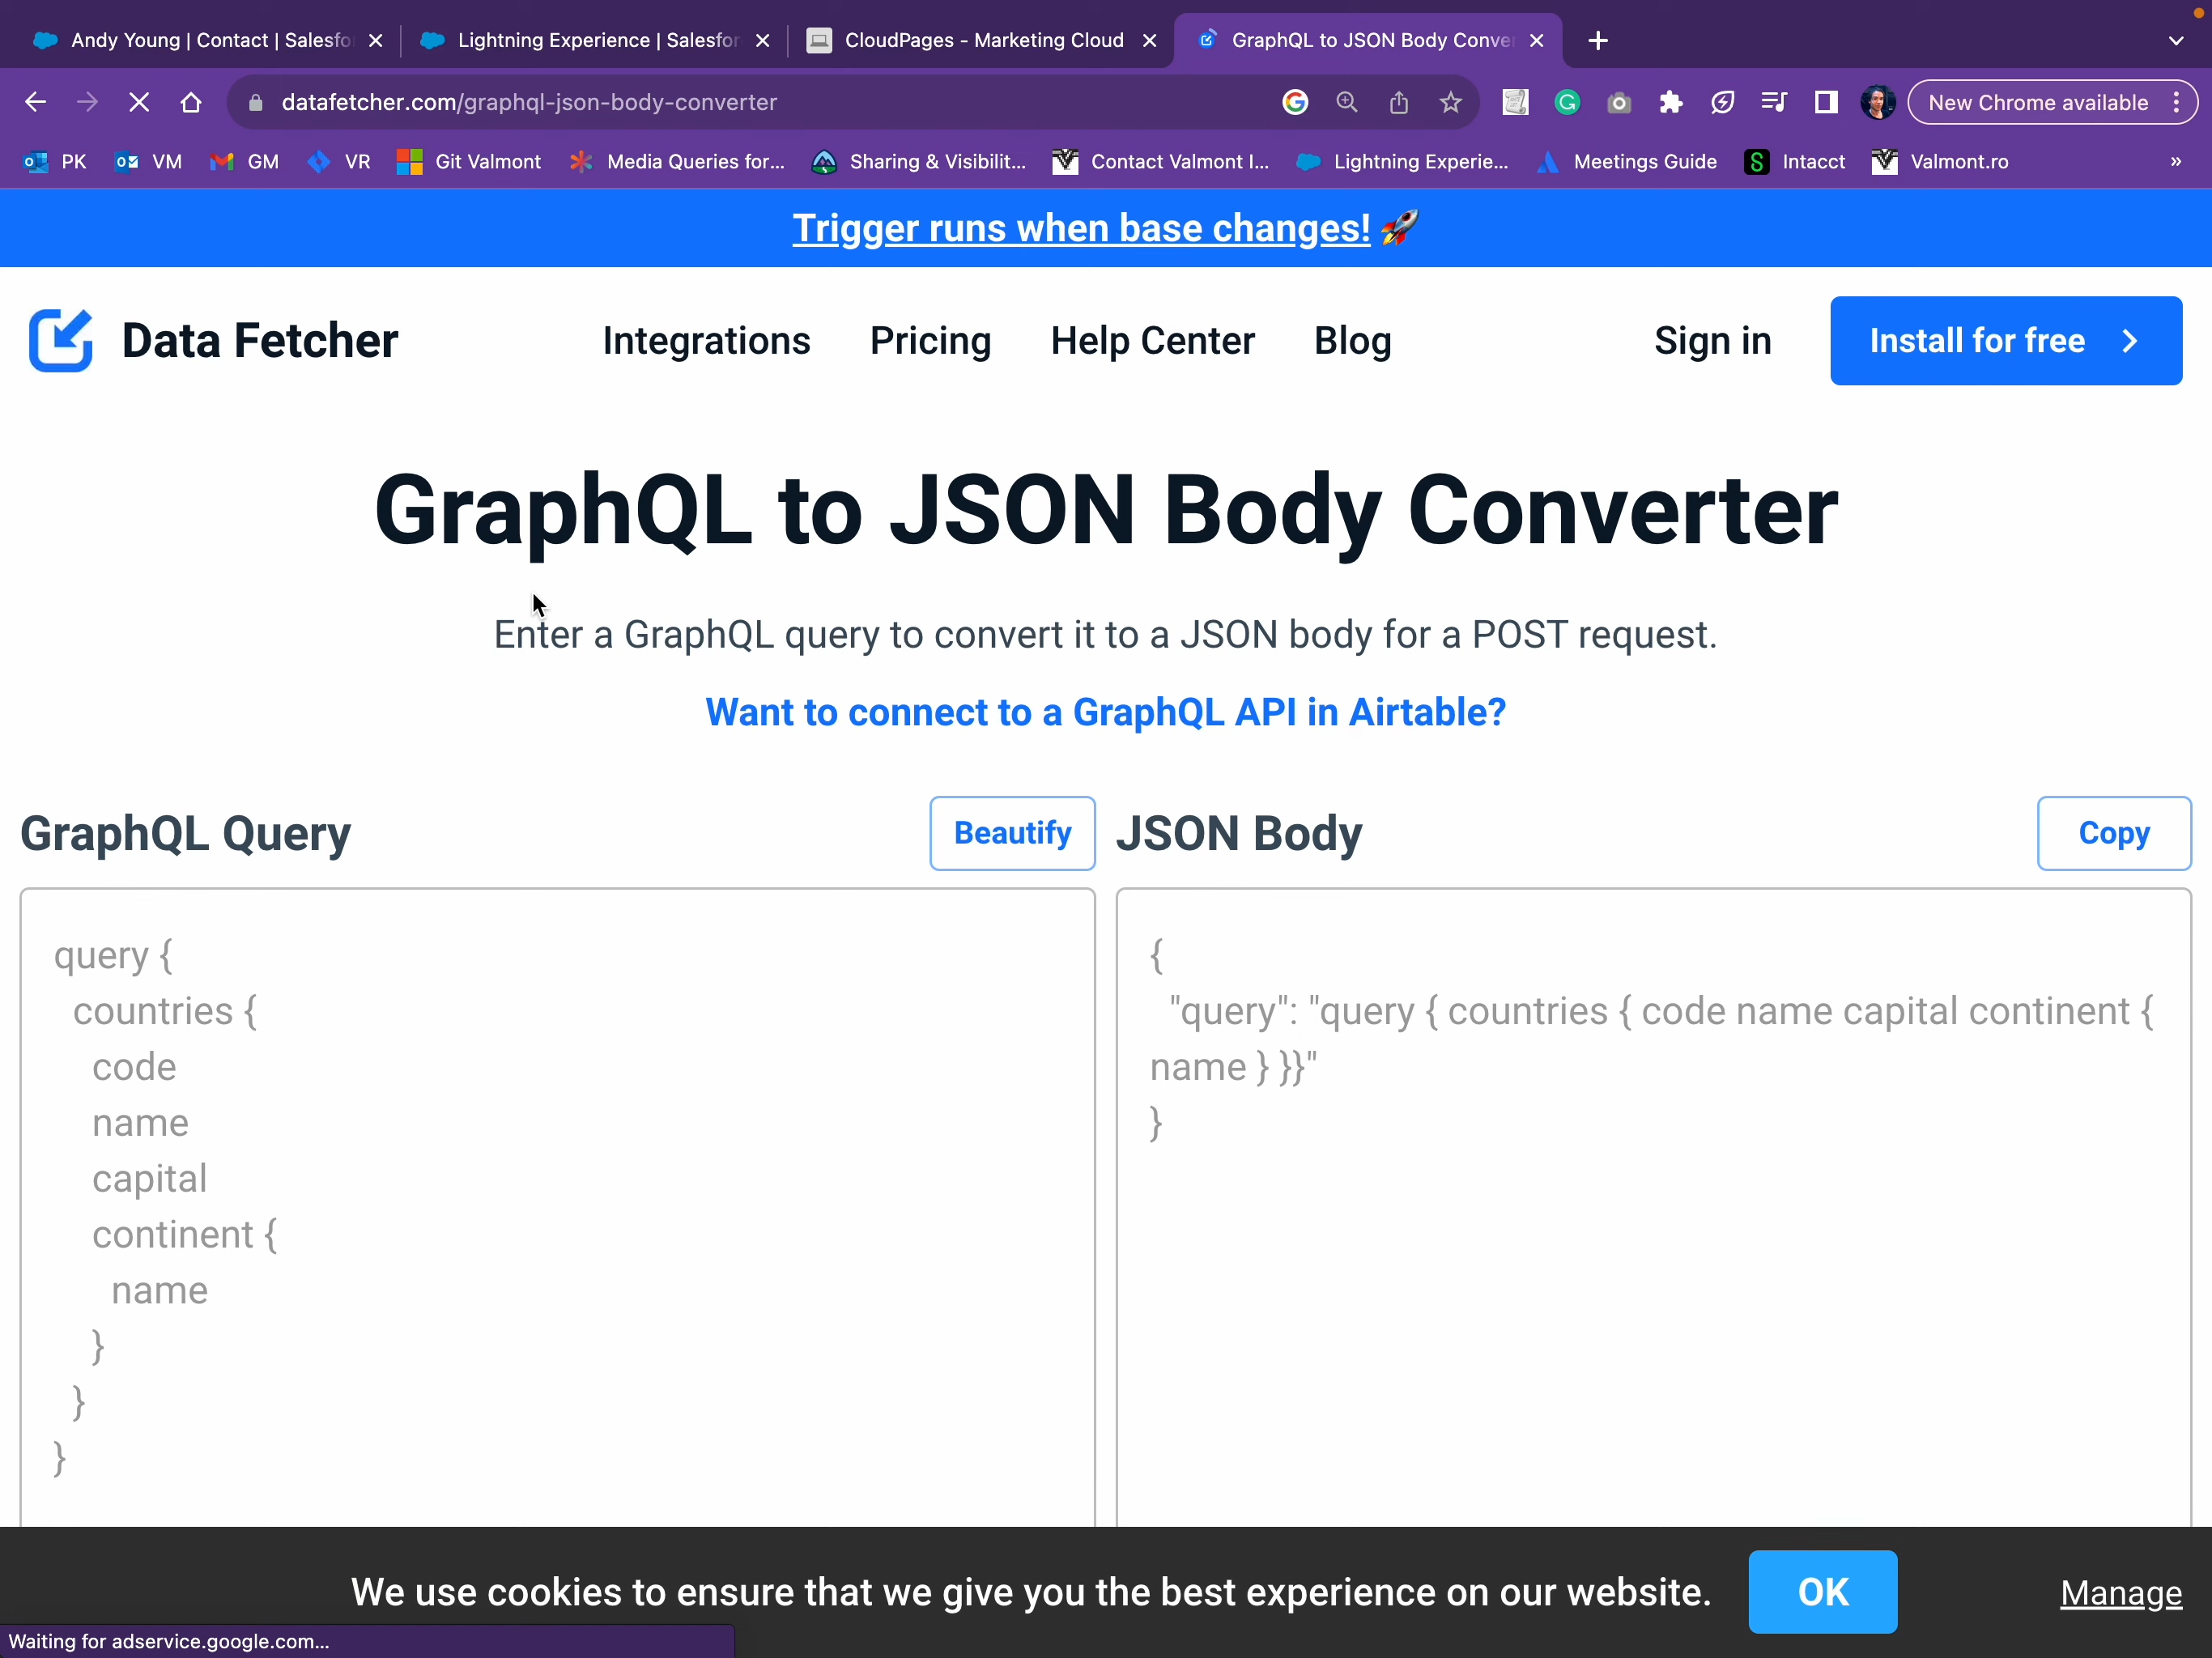 Andy Young | Contact | Salesfo
Lightning Experience | Salesfor
CloudPages - Marketing Cloud
GraphQL to JSON Body Conver
datafetcher.com/graphql-json-body-converter
New Chrome available
PK
VM
GM
VR
Git Valmont
Media Queries for...
Sharing & Visibilit...
Contact Valmont I...
Lightning Experie...
Meetings Guide
Intacct
Valmont.ro
»
Trigger runs when base changes! 🚀
Data Fetcher
Integrations
Pricing
Help Center
Blog
Sign in
Install for free
GraphQL to JSON Body Converter
Enter a GraphQL query to convert it to a JSON body for a POST request.
Want to connect to a GraphQL API in Airtable?
GraphQL Query
Beautify
query {
countries {
code
name
capital
continent {
name
}
}
}
JSON Body
Copy
{
"query": "query { countries { code name capital continent {
name } }}"
}
We use cookies to ensure that we give you the best experience on our website.
OK
Manage
Waiting for adservice.google.com...